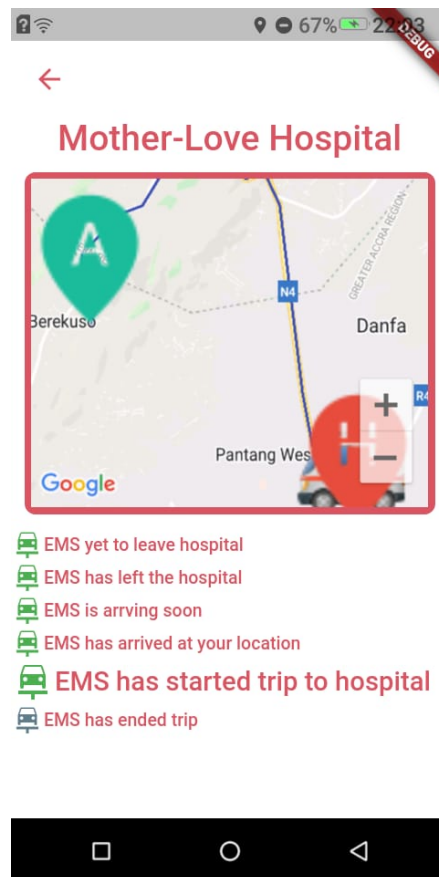 67% 22:03
DEBUG
Mother-Love Hospital
A
GREATER ACCRA REGION
N4
Berekuso
Danfa
+
R4
Pantang Wes
H
−
Google
EMS yet to leave hospital
EMS has left the hospital
EMS is arrving soon
EMS has arrived at your location
EMS has started trip to hospital
EMS has ended trip